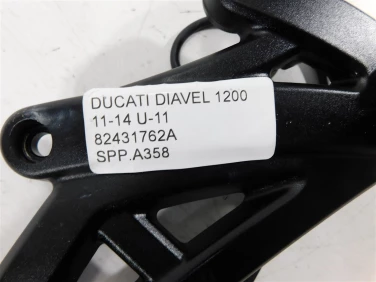 DUCATI DIAVEL 1200
11-14 U-11
82431762A
SPP.A358